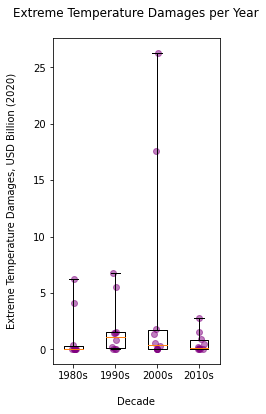 Extreme Temperature Damages per Year
Extreme Temperature Damages, USD Billion (2020)
25
20
15
10
5
0
1980s 1990s 2000s 2010s
Decade